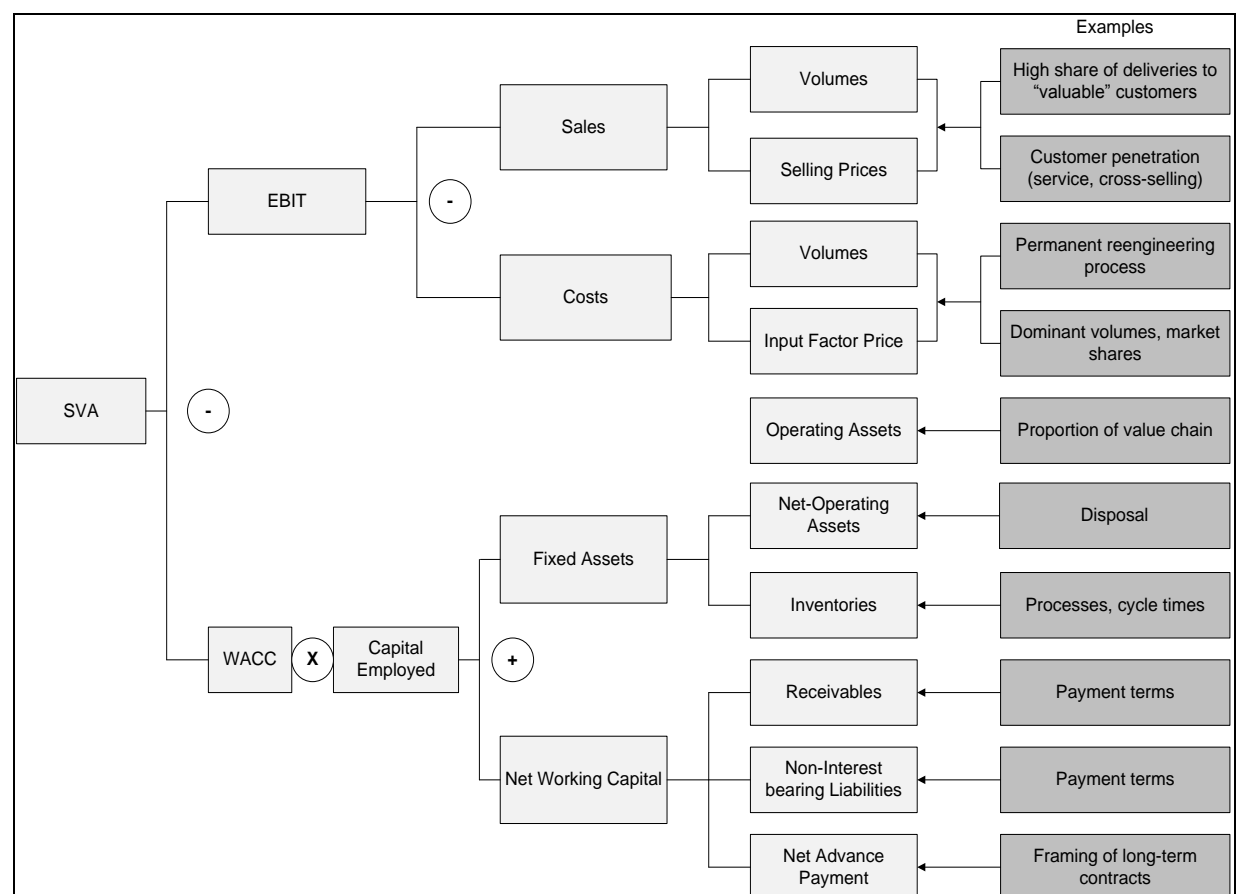 Examples
Volumes
High share of deliveries to
“valuable” customers
Sales
Selling Prices
Customer penetration
(service, cross-selling)
EBIT
-
Volumes
Permanent reengineering
process
Costs
Input Factor Price
Dominant volumes, market
shares
SVA
-
Operating Assets
Proportion of value chain
Net-Operating
Assets
Disposal
Fixed Assets
Inventories
Processes, cycle times
WACC
X
Capital
Employed
+
Receivables
Payment terms
Net Working Capital
Non-Interest
bearing Liabilities
Payment terms
Net Advance
Payment
Framing of long-term
contracts